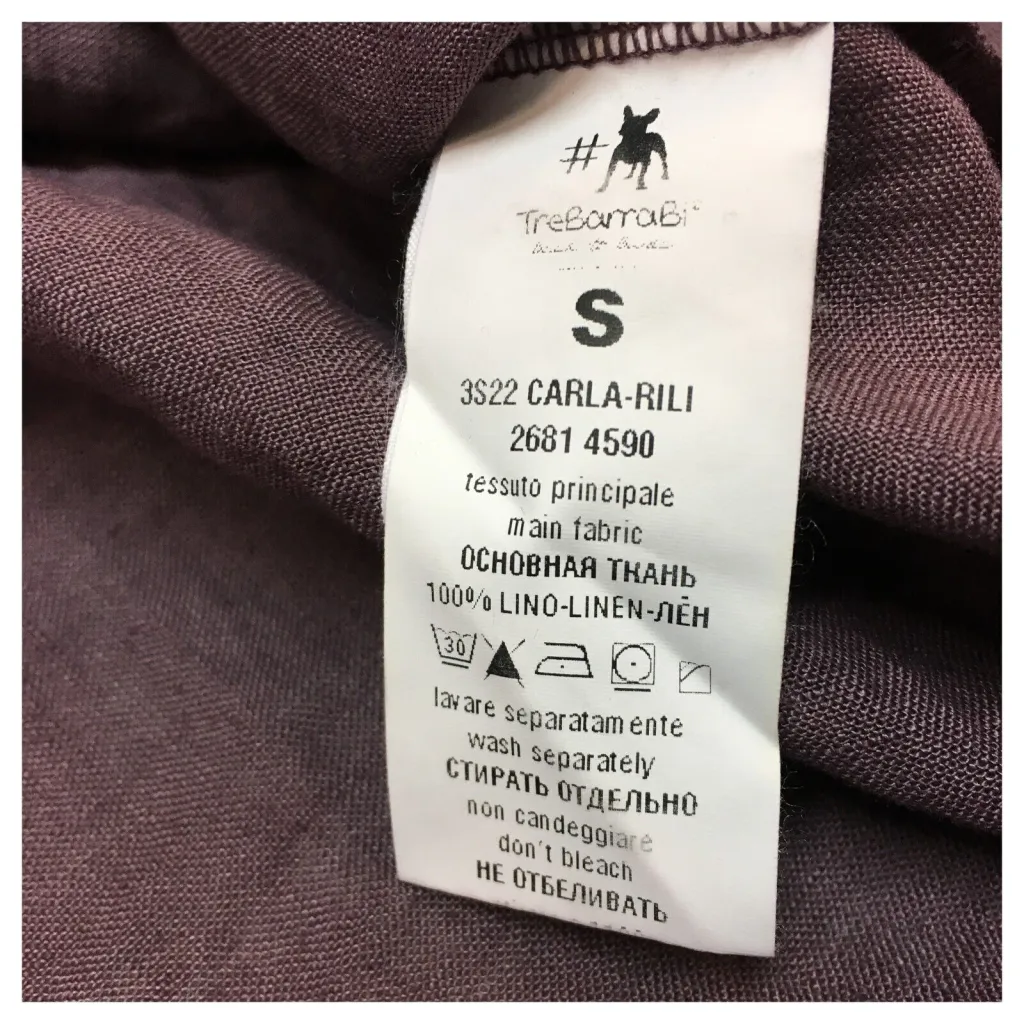 #
TreBarraBi
S
3S22 CARLA-RILI
2681 4590
tessuto principale
main fabric
ОСНОВНАЯ ТКАНЬ
100% LINO-LINEN-ЛЁН
30
lavare separatamente
wash separately
СТИРАТЬ ОТДЕЛЬНО
non candeggiare
don't bleach
НЕ ОТБЕЛИВАТЬ